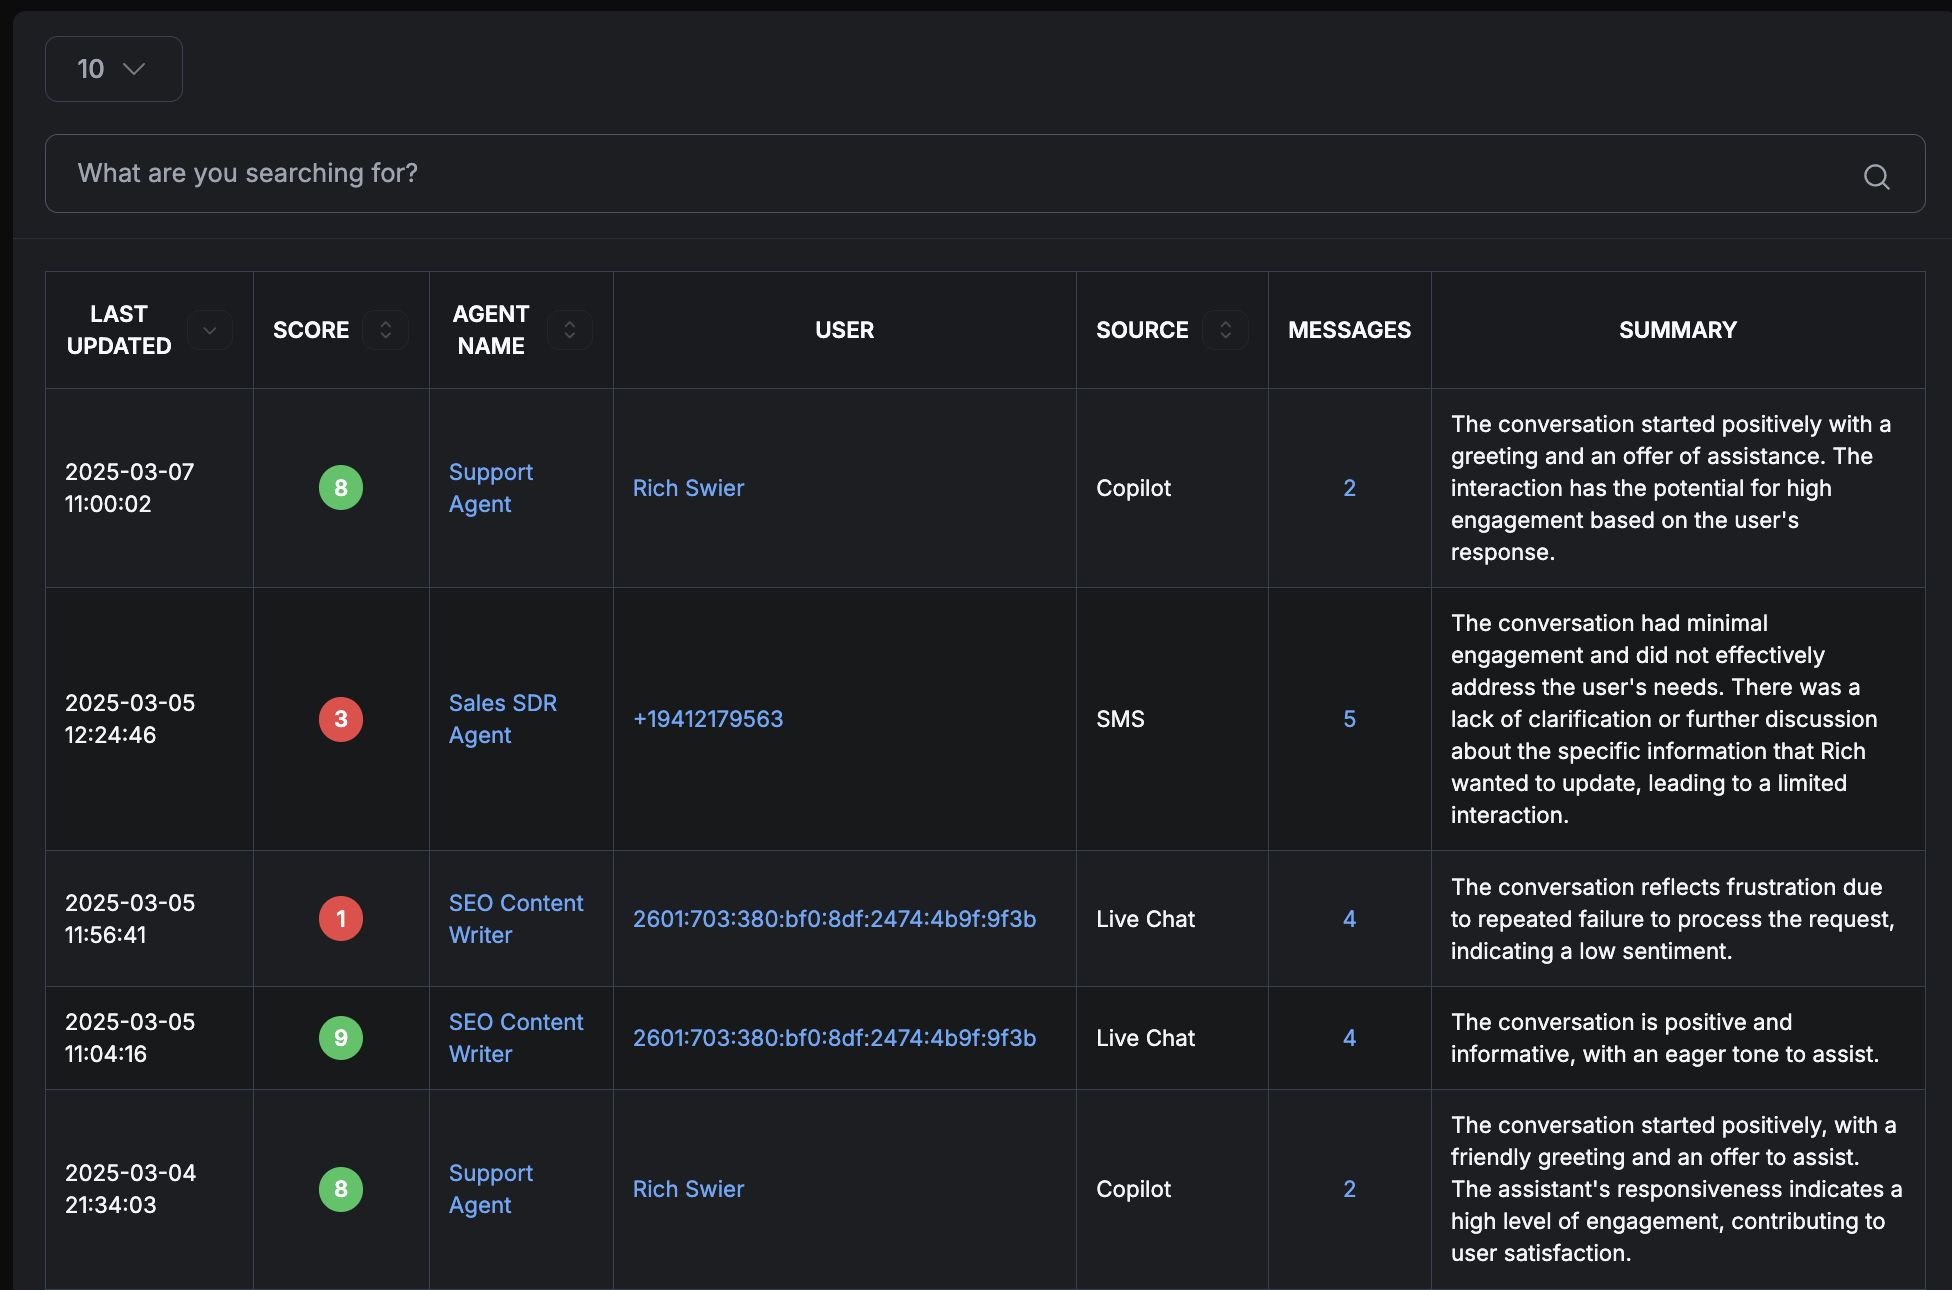 10
What are you searching for?
LAST
UPDATED
SCORE
AGENT
NAME
USER
SOURCE
MESSAGES
SUMMARY
2025-03-07
11:00:02
8
Support
Agent
Rich Swier
Copilot
2
The conversation started positively with a
greeting and an offer of assistance. The
interaction has the potential for high
engagement based on the user's
response.
2025-03-05
12:24:46
3
Sales SDR
Agent
+19412179563
SMS
5
The conversation had minimal
engagement and did not effectively
address the user's needs. There was a
lack of clarification or further discussion
about the specific information that Rich
wanted to update, leading to a limited
interaction.
2025-03-05
11:56:41
1
SEO Content
Writer
2601:703:380:bf0:8df:2474:4b9f:9f3b
Live Chat
4
The conversation reflects frustration due
to repeated failure to process the request,
indicating a low sentiment.
2025-03-05
11:04:16
9
SEO Content
Writer
2601:703:380:bf0:8df:2474:4b9f:9f3b
Live Chat
4
The conversation is positive and
informative, with an eager tone to assist.
2025-03-04
21:34:03
8
Support
Agent
Rich Swier
Copilot
2
The conversation started positively, with a
friendly greeting and an offer to assist.
The assistant's responsiveness indicates a
high level of engagement, contributing to
user satisfaction.